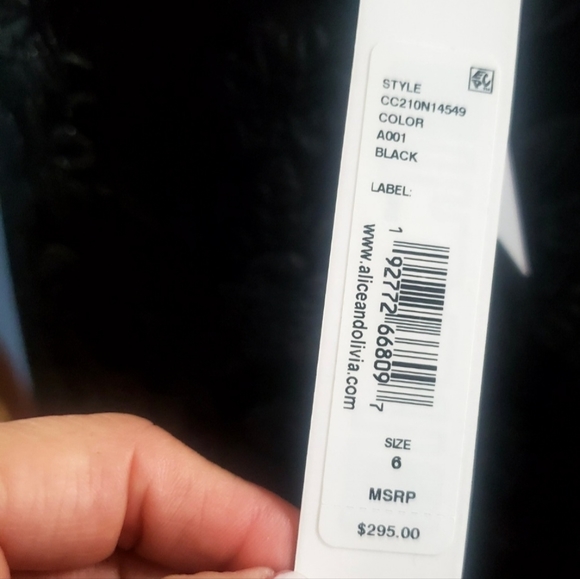 STYLE
CC210N14549
COLOR
A001
BLACK
LABEL:
1 92772 66809 7
www.aliceandolivia.com
SIZE
6
MSRP
$295.00